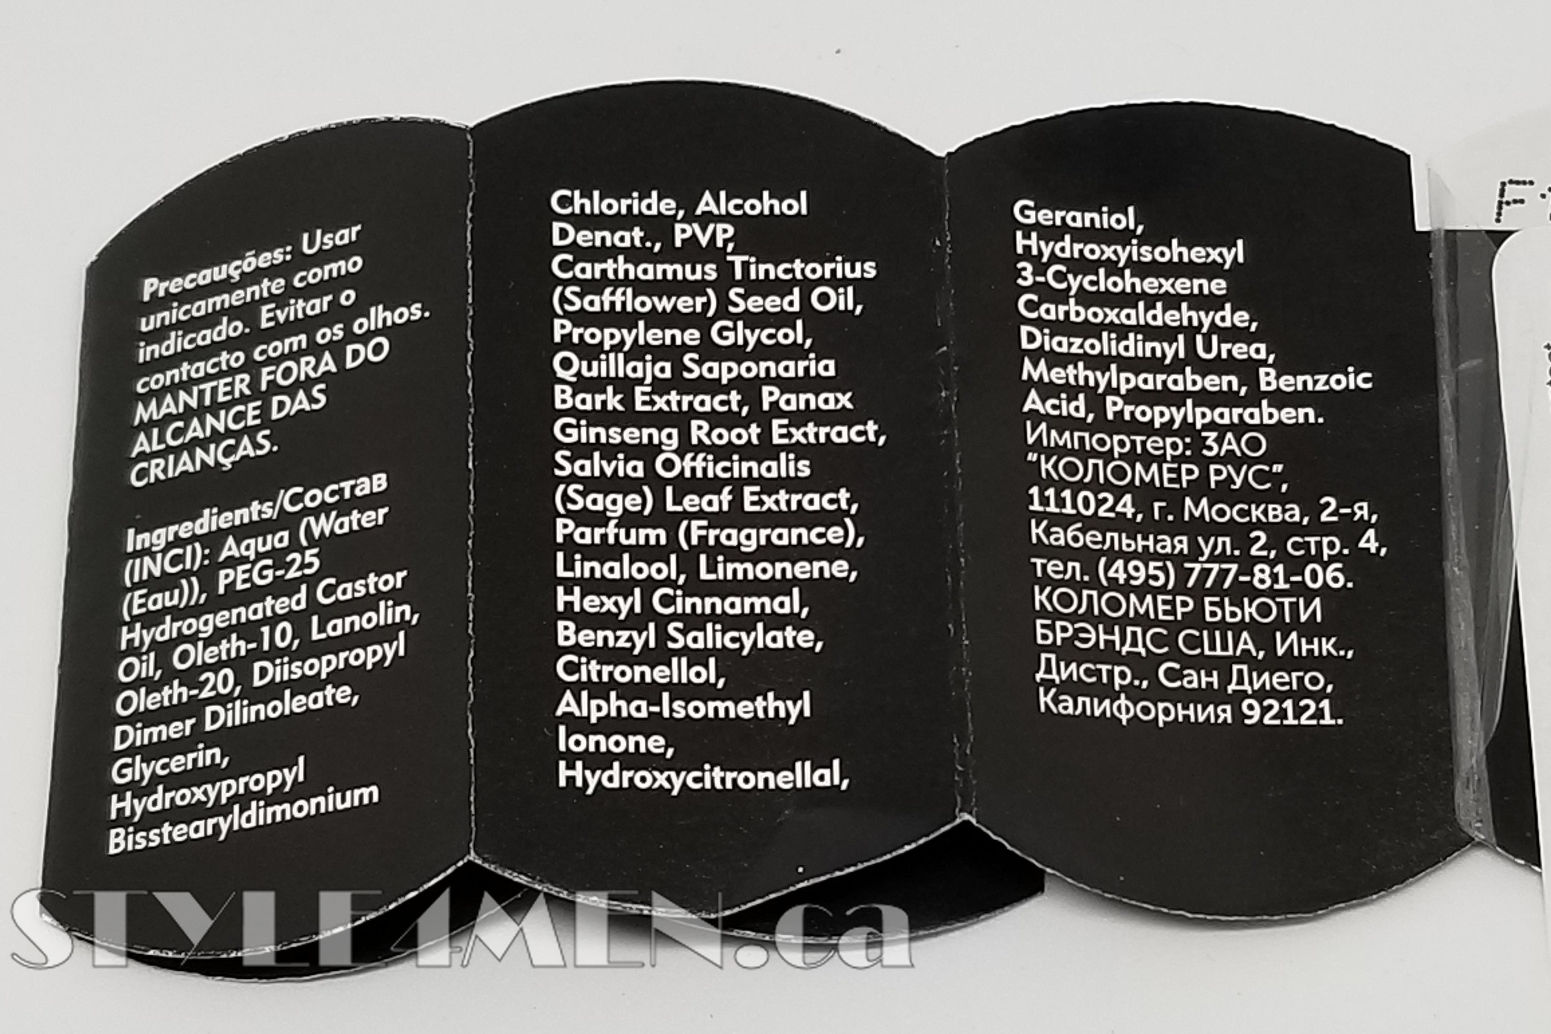 Precauções: Usar
unicamente como
indicado. Evitar o
contacto com os olhos.
MANTER FORA DO
ALCANCE DAS
CRIANÇAS.
Ingredients/Состав
(INCI): Aqua (Water
(Eau)), PEG-25
Hydrogenated Castor
Oil, Oleth-10, Lanolin,
Oleth-20, Diisopropyl
Dimer Dilinoleate,
Glycerin,
Hydroxypropyl
Bisstearyldimonium
Chloride, Alcohol
Denat., PVP,
Carthamus Tinctorius
(Safflower) Seed Oil,
Propylene Glycol,
Quillaja Saponaria
Bark Extract, Panax
Ginseng Root Extract,
Salvia Officinalis
(Sage) Leaf Extract,
Parfum (Fragrance),
Linalool, Limonene,
Hexyl Cinnamal,
Benzyl Salicylate,
Citronellol,
Alpha-Isomethyl
Ionone,
Hydroxycitronellal,
Geraniol,
Hydroxyisohexyl
3-Cyclohexene
Carboxaldehyde,
Diazolidinyl Urea,
Methylparaben, Benzoic
Acid, Propylparaben.
Импортер: ЗАО
"КОЛОМЕР РУС",
111024, г. Москва, 2-я,
Кабельная ул. 2, стр. 4,
тел. (495) 777-81-06.
КОЛОМЕР БЬЮТИ
БРЭНДС США, Инк.,
Дистр., Сан Диего,
Калифорния 92121.
STYLE4MEN.ca